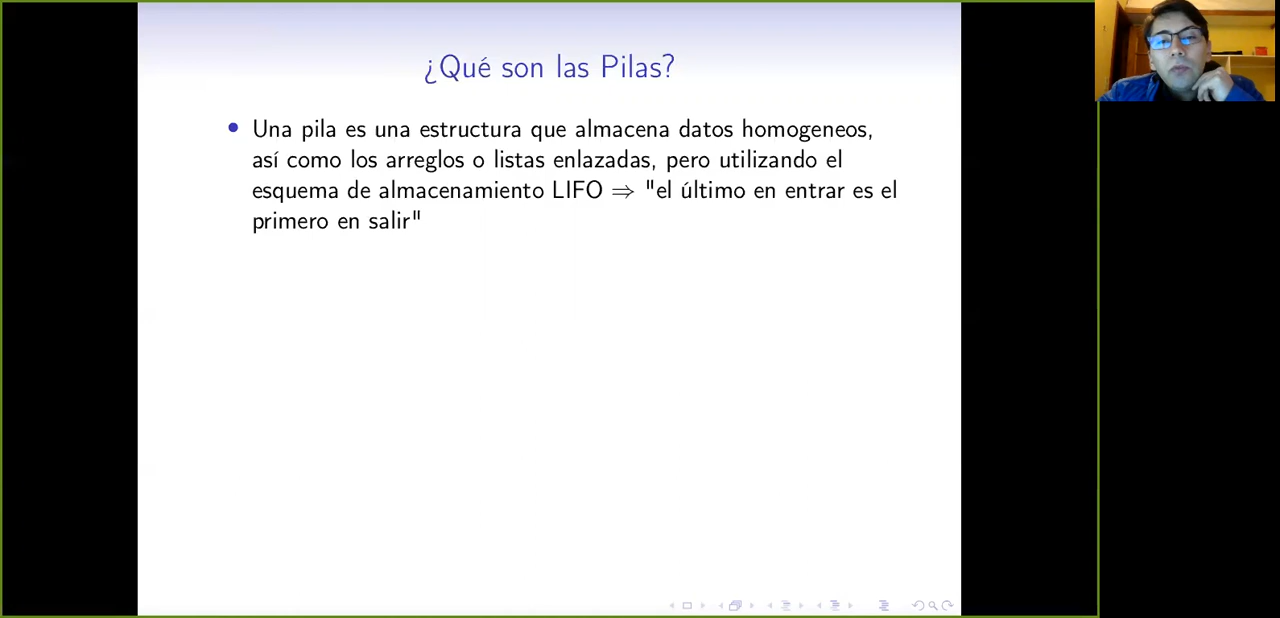 ¿Qué son las Pilas?
• Una pila es una estructura que almacena datos homogeneos,
así como los arreglos o listas enlazadas, pero utilizando el
esquema de almacenamiento LIFO ⇒ "el último en entrar es el
primero en salir"